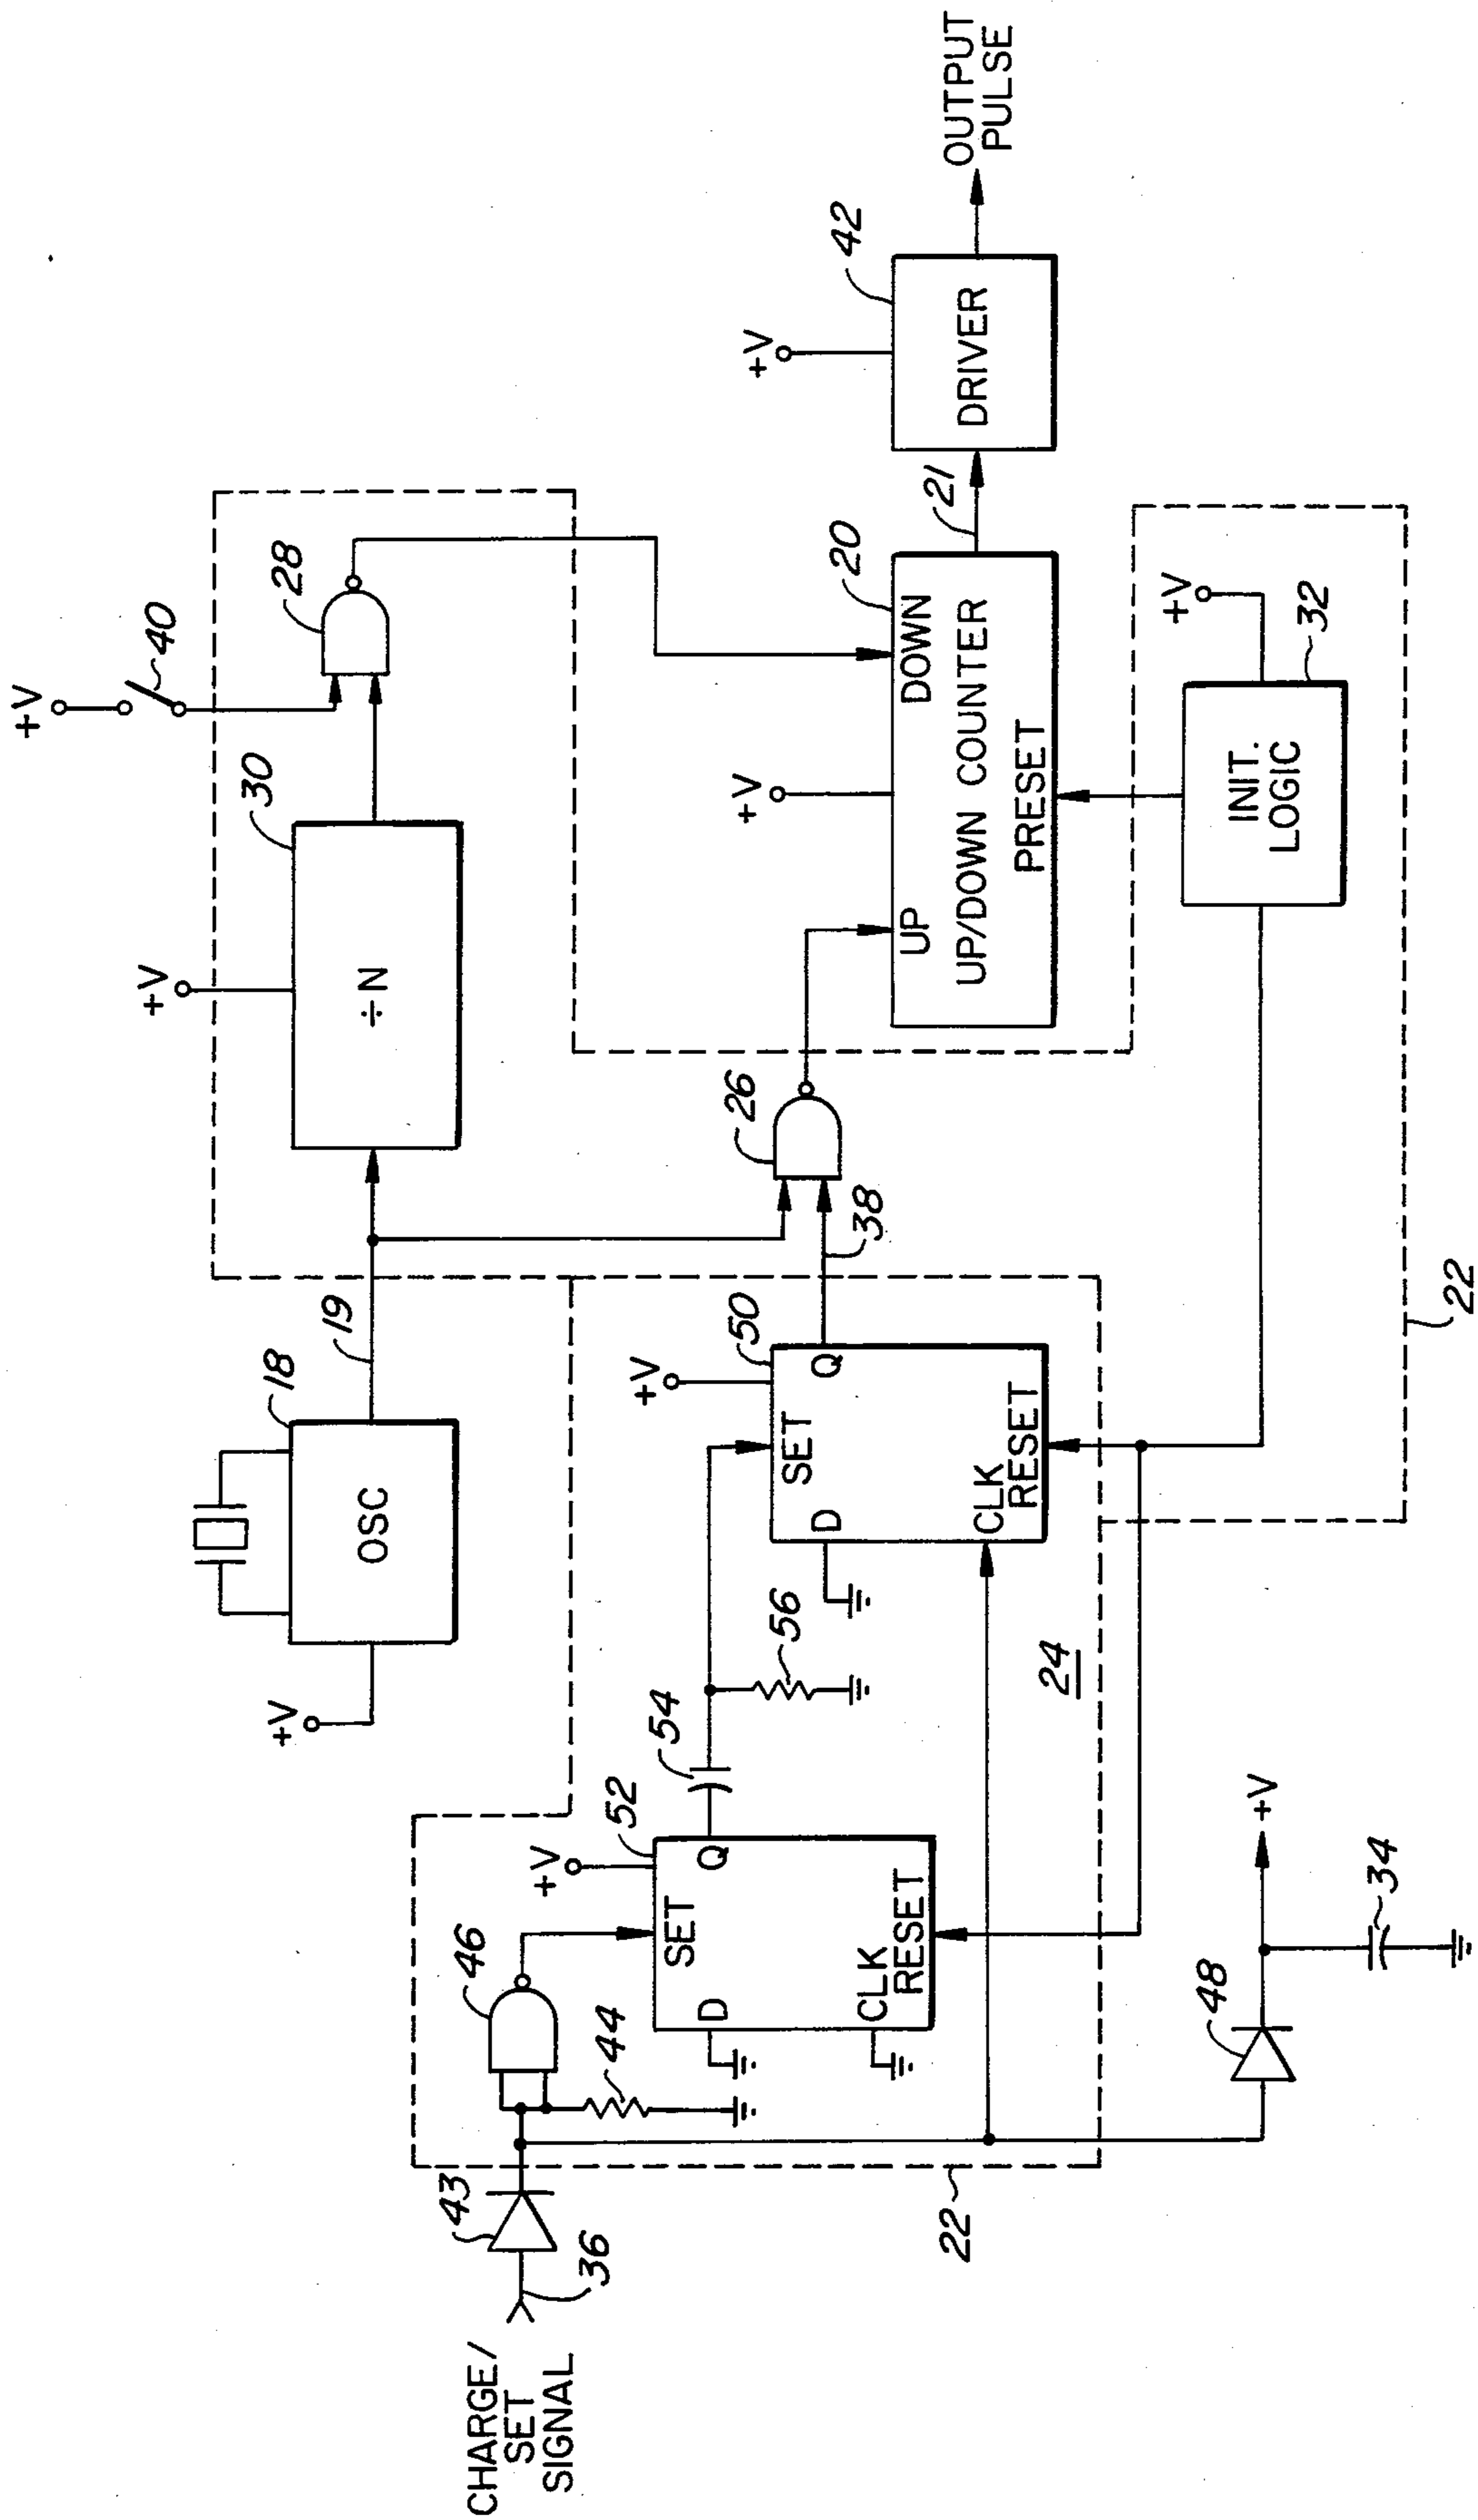 CHARGE/
SET
SIGNAL
36
43
44
46
+V
52
SET
D
Q
CLK
RESET
54
56
+V
50
SET
D
Q
CLK
RESET
24
22
48
34
+V
+V
OSC
18
19
+V
÷N
30
+V
40
28
26
38
+V
UP
DOWN
UP/DOWN COUNTER
PRESET
20
21
+V
DRIVER
42
OUTPUT
PULSE
+V
INIT.
LOGIC
32
22